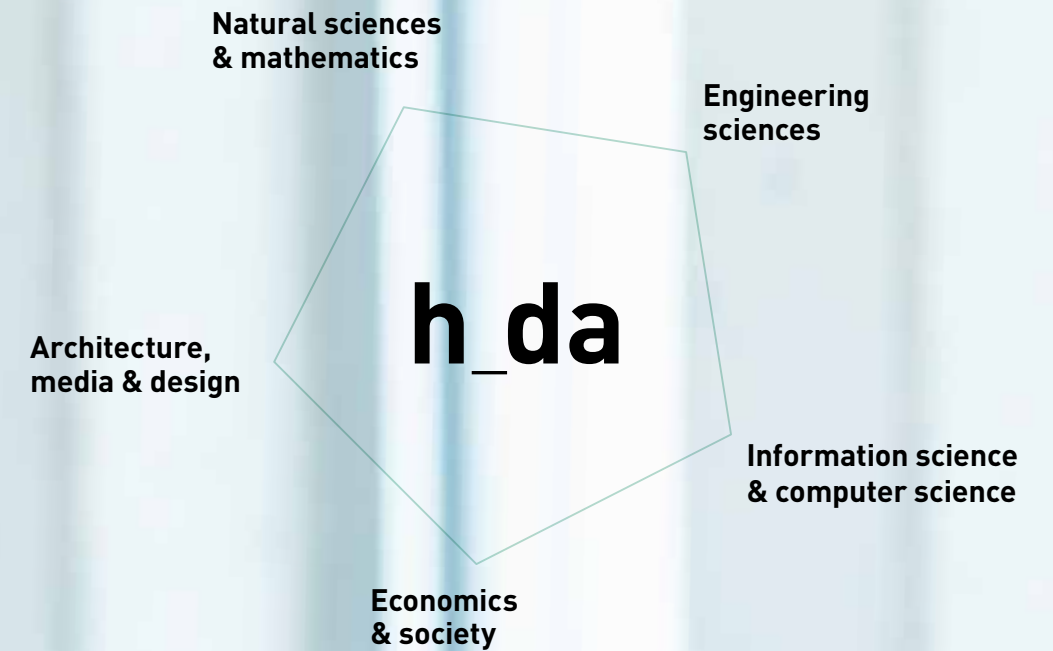 Natural sciences
& mathematics
Engineering
sciences
h_da
Architecture,
media & design
Information science
& computer science
Economics
& society